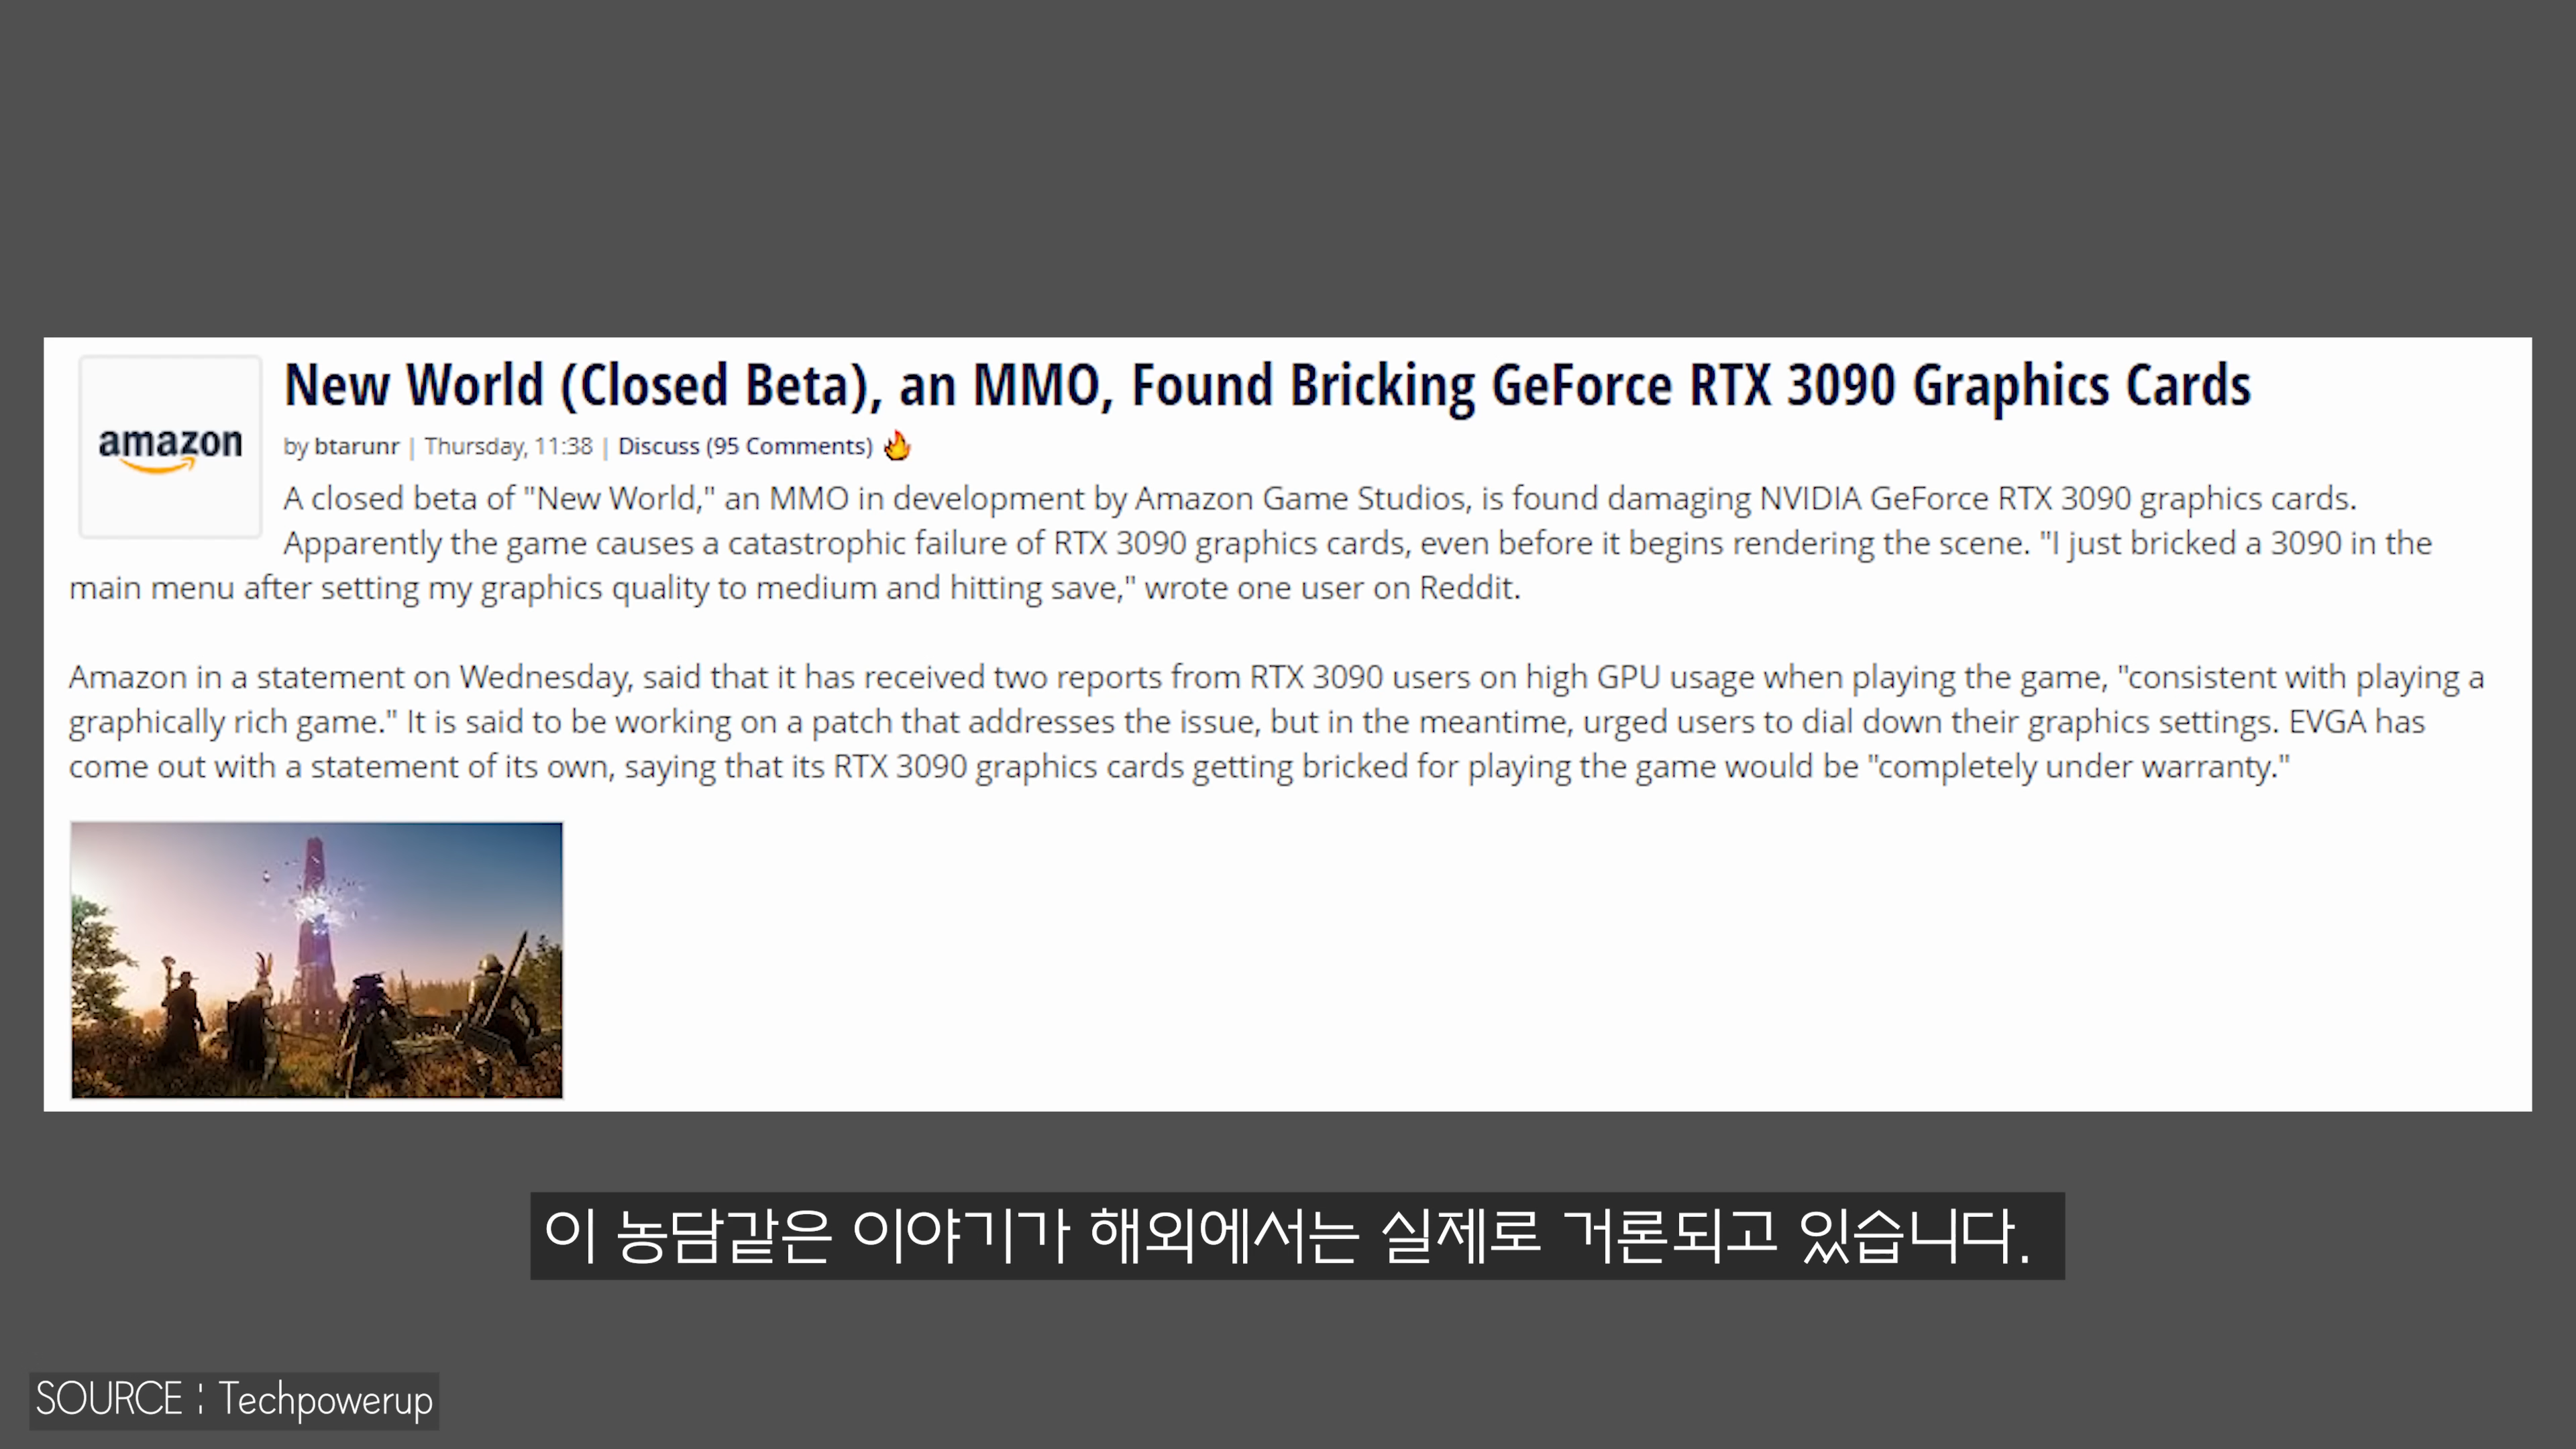 New World (Closed Beta), an MMO, Found Bricking GeForce RTX 3090 Graphics Cards
amazon
by btarunr | Thursday, 11:38 | Discuss (95 Comments)
A closed beta of "New World," an MMO in development by Amazon Game Studios, is found damaging NVIDIA GeForce RTX 3090 graphics cards.
Apparently the game causes a catastrophic failure of RTX 3090 graphics cards, even before it begins rendering the scene. "I just bricked a 3090 in the
main menu after setting my graphics quality to medium and hitting save," wrote one user on Reddit.
Amazon in a statement on Wednesday, said that it has received two reports from RTX 3090 users on high GPU usage when playing the game, "consistent with playing a
graphically rich game." It is said to be working on a patch that addresses the issue, but in the meantime, urged users to dial down their graphics settings. EVGA has
come out with a statement of its own, saying that its RTX 3090 graphics cards getting bricked for playing the game would be "completely under warranty."
이 농담같은 이야기가 해외에서는 실제로 거론되고 있습니다.
SOURCE : Techpowerup